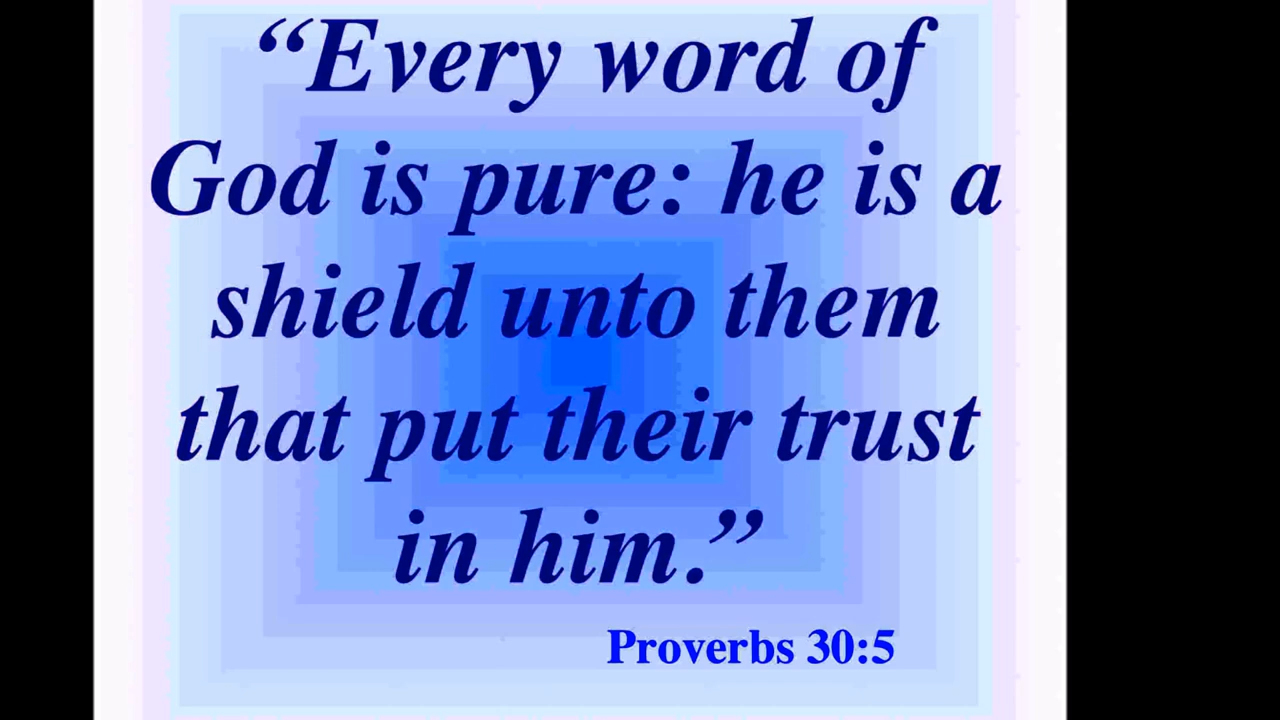 “Every word of
God is pure: he is a
shield unto them
that put their trust
in him.”
Proverbs 30:5